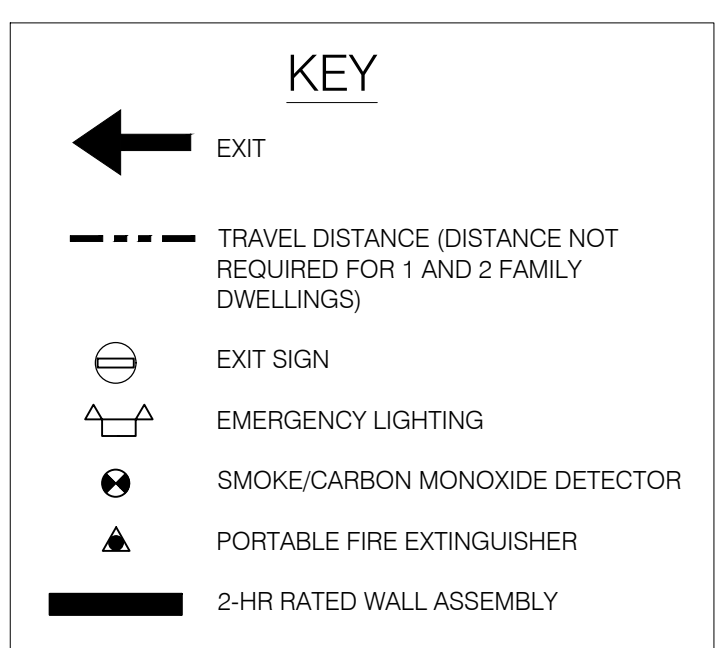 KEY
EXIT
TRAVEL DISTANCE (DISTANCE NOT
REQUIRED FOR 1 AND 2 FAMILY
DWELLINGS)
EXIT SIGN
EMERGENCY LIGHTING
SMOKE/CARBON MONOXIDE DETECTOR
PORTABLE FIRE EXTINGUISHER
2-HR RATED WALL ASSEMBLY